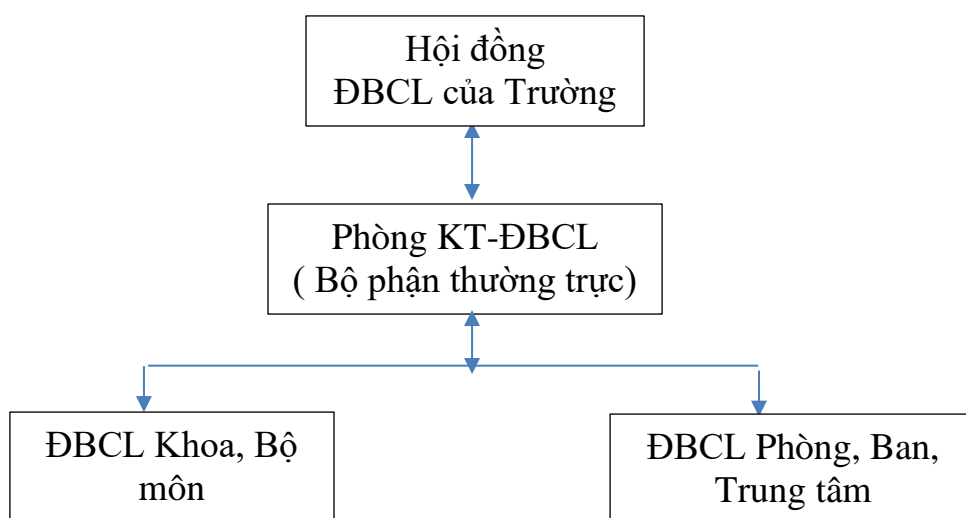 Hội đồng
ĐBCL của Trường
Phòng KT-ĐBCL
( Bộ phận thường trực)
ĐBCL Khoa, Bộ
môn
ĐBCL Phòng, Ban,
Trung tâm